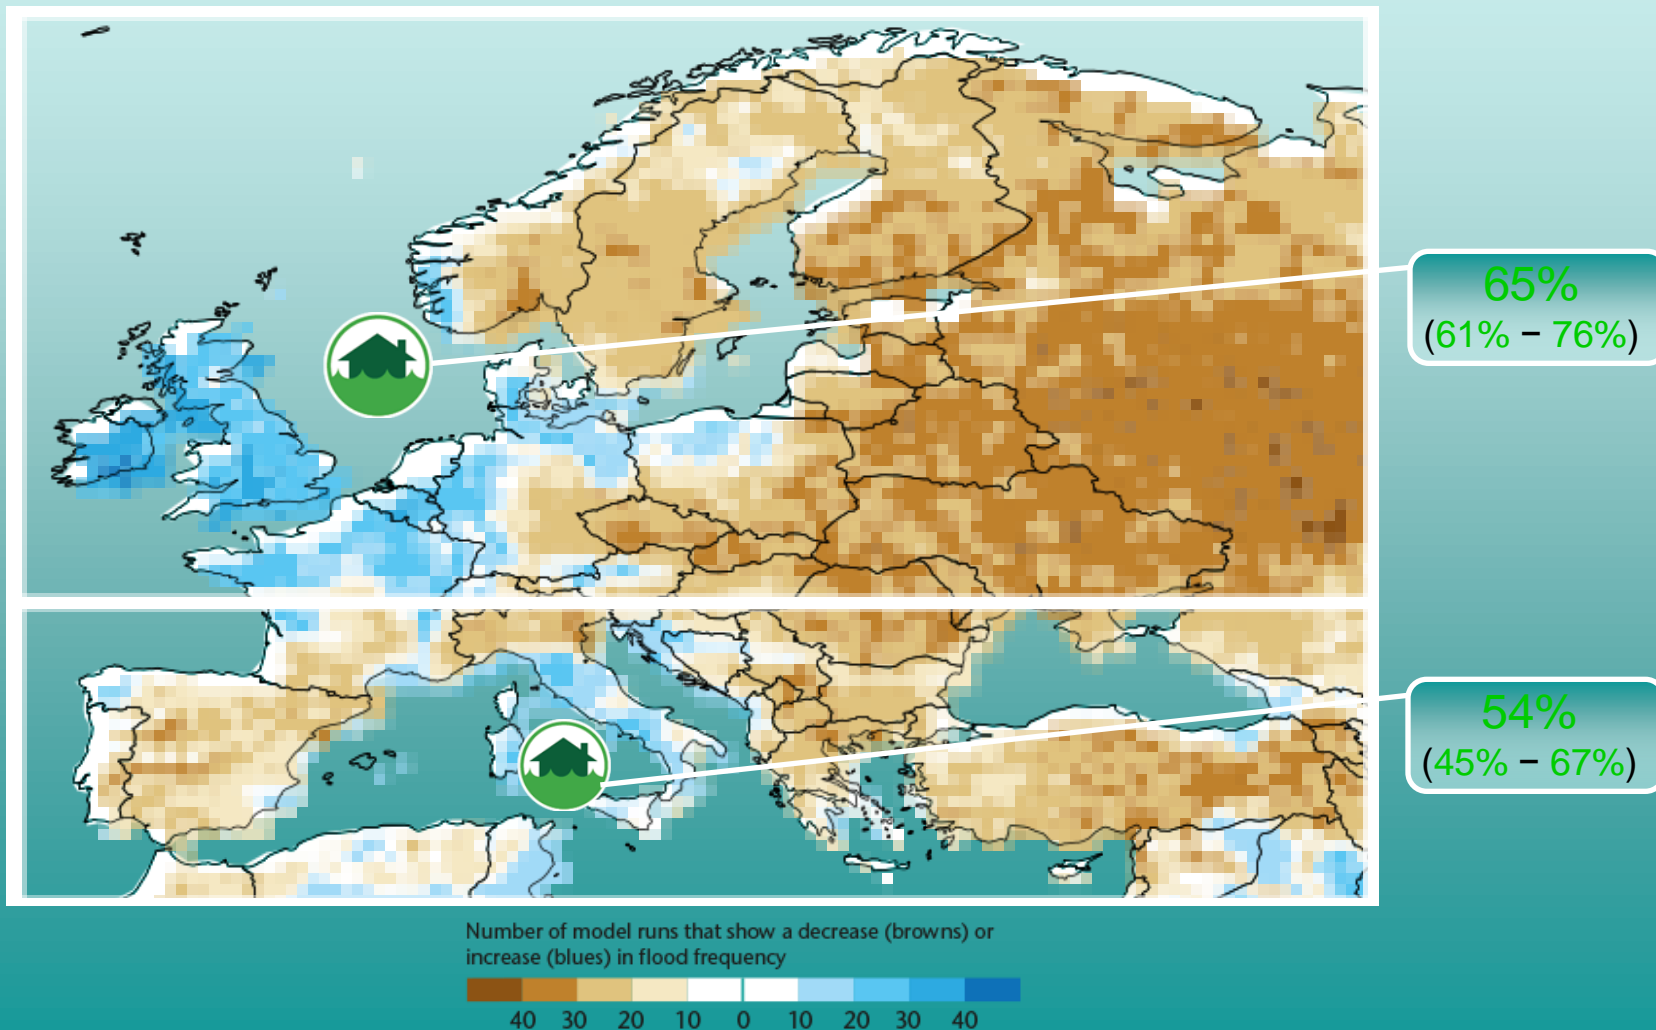 65%
(61% – 76%)
54%
(45% – 67%)
Number of model runs that show a decrease (browns) or
increase (blues) in flood frequency
40 30 20 10 0 10 20 30 40